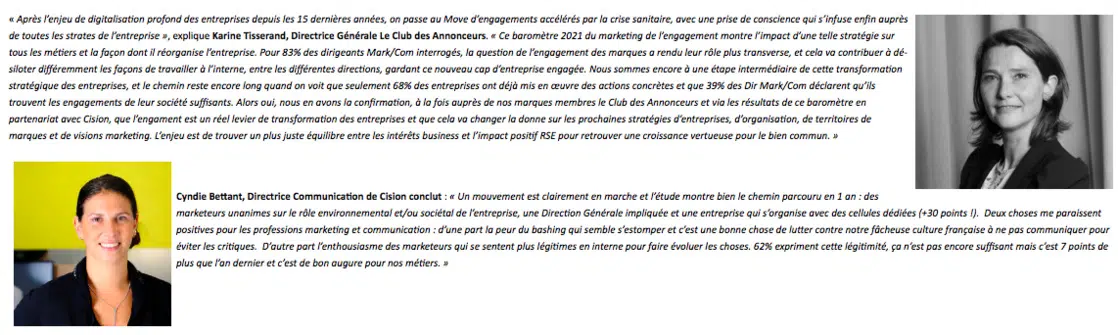 « Après l’enjeu de digitalisation profond des entreprises depuis les 15 dernières années, on passe au Move d’engagements accélérés par la crise sanitaire, avec une prise de conscience qui s’infuse enfin auprès
de toutes les strates de l’entreprise », explique Karine Tisserand, Directrice Générale Le Club des Annonceurs. « Ce baromètre 2021 du marketing de l’engagement montre l’impact d’une telle stratégie sur
tous les métiers et la façon dont il réorganise l’entreprise. Pour 83% des dirigeants Mark/Com interrogés, la question de l’engagement des marques a rendu leur rôle plus transverse, et cela va contribuer à dé-
siloter différemment les façons de travailler à l’interne, entre les différentes directions, gardant ce nouveau cap d’entreprise engagée. Nous sommes encore à une étape intermédiaire de cette transformation
stratégique des entreprises, et le chemin reste encore long quand on voit que seulement 68% des entreprises ont déjà mis en œuvre des actions concrètes et que 39% des Dir Mark/Com déclarent qu’ils
trouvent les engagements de leur société suffisants. Alors oui, nous en avons la confirmation, à la fois auprès de nos marques membres le Club des Annonceurs et via les résultats de ce baromètre en
partenariat avec Cision, que l’engament est un réel levier de transformation des entreprises et que cela va changer la donne sur les prochaines stratégies d’entreprises, d’organisation, de territoires de
marques et de visions marketing. L’enjeu est de trouver un plus juste équilibre entre les intérêts business et l’impact positif RSE pour retrouver une croissance vertueuse pour le bien commun. »
Cyndie Bettant, Directrice Communication de Cision conclut : « Un mouvement est clairement en marche et l’étude montre bien le chemin parcouru en 1 an : des
marketeurs unanimes sur le rôle environnemental et/ou sociétal de l’entreprise, une Direction Générale impliquée et une entreprise qui s’organise avec des cellules dédiées (+30 points !). Deux choses me paraissent
positives pour les professions marketing et communication : d’une part la peur du bashing qui semble s’estomper et c’est une bonne chose de lutter contre notre fâcheuse culture française à ne pas communiquer pour
éviter les critiques. D’autre part l’enthousiasme des marketeurs qui se sentent plus légitimes en interne pour faire évoluer les choses. 62% expriment cette légitimité, ça n’est pas encore suffisant mais c’est 7 points de
plus que l’an dernier et c’est de bon augure pour nos métiers. »